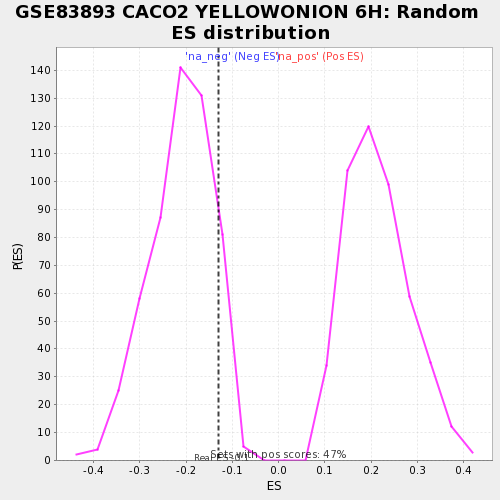 GSE83893 CACO2 YELLOWONION 6H: Random
ES distribution
'na_neg' (Neg ES)
'na_pos' (Pos ES)
140
130
120
110
100
90
80
70
60
50
40
30
20
10
0
P(ES)
Sets with pos scores: 47%
Real ES
-0.4 -0.3 -0.2 -0.1 0.0 0.1 0.2 0.3 0.4
ES